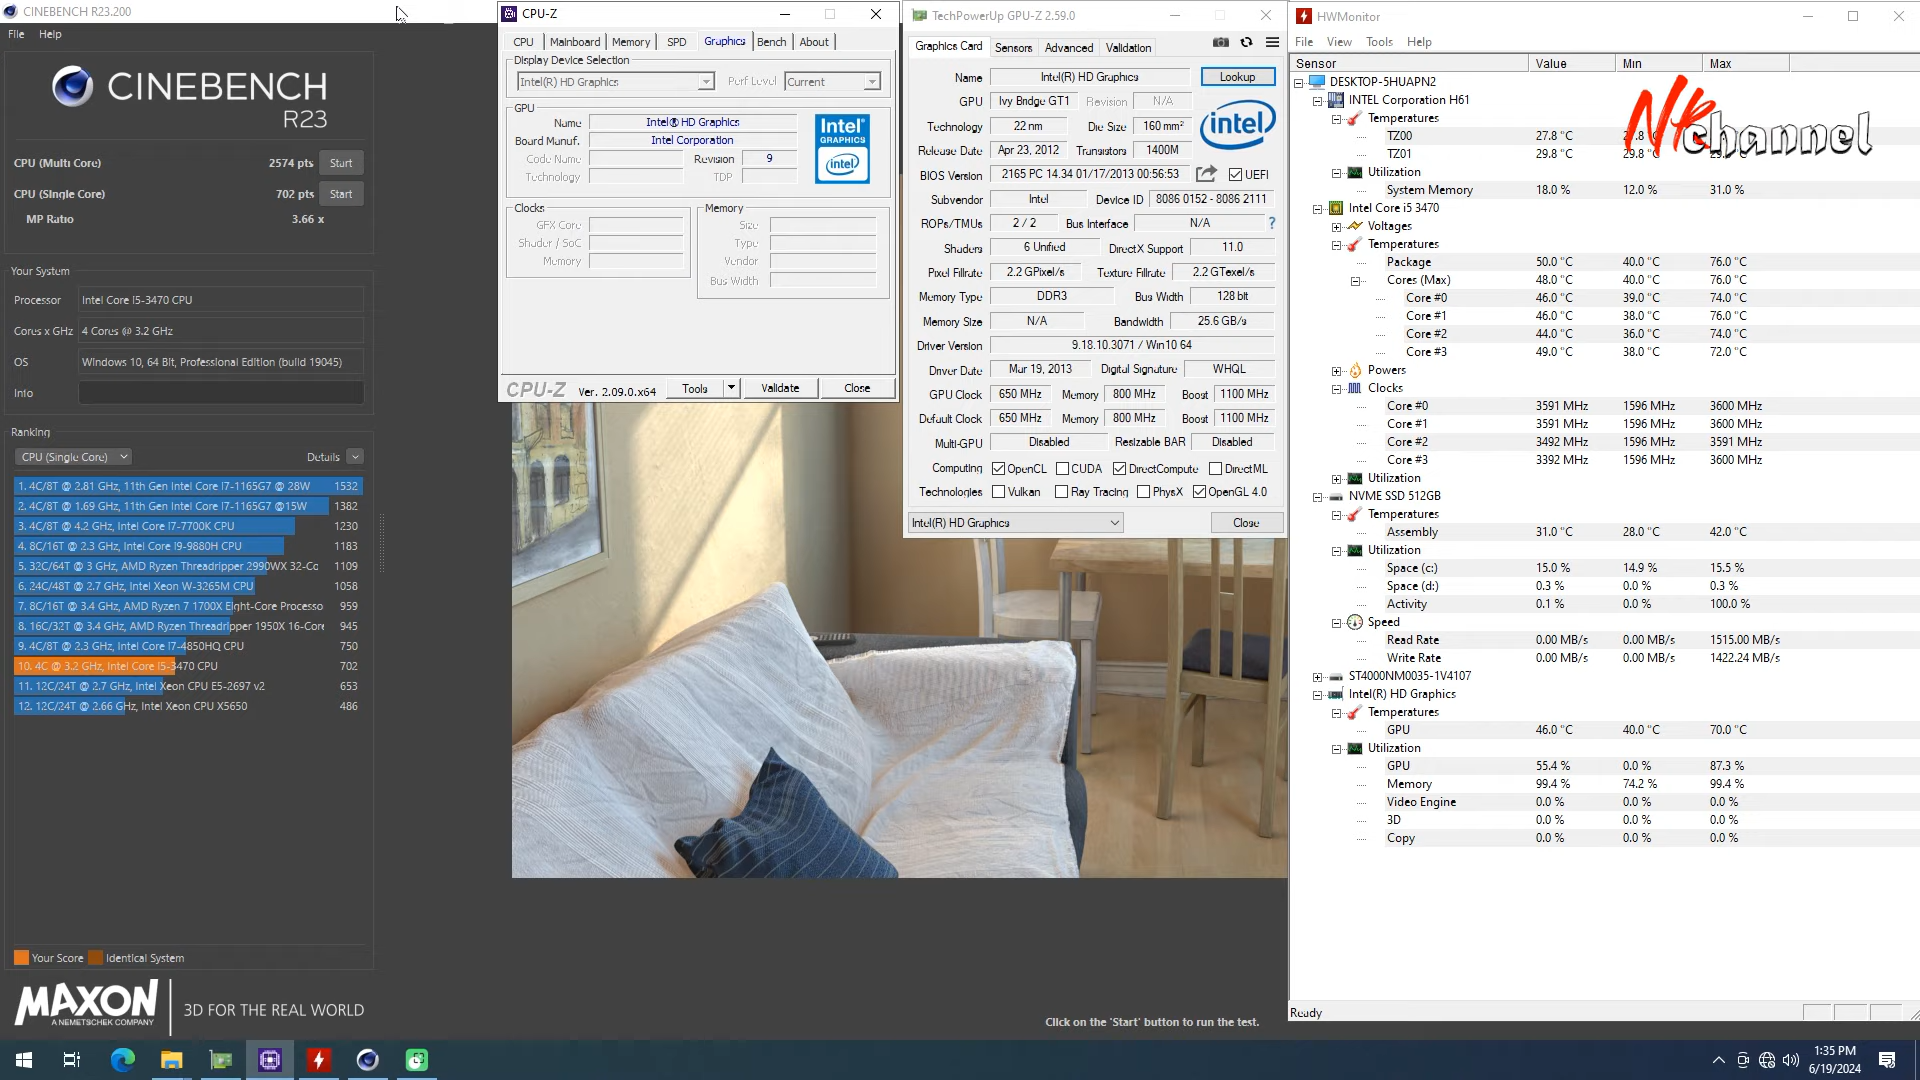 CINEBENCH R23.200
File Help
CINEBENCH
R23
CPU (Multi Core) 2574 pts Start
CPU (Single Core) 702 pts Start
MP Ratio 3.66 x
Your System
Processor Intel Core i5-3470 CPU
Cores x GHz 4 Cores @ 3.2 GHz
OS Windows 10, 64 Bit, Professional Edition (build 19045)
Info
Ranking
CPU (Single Core) Details
1. 4C/8T @ 2.81 GHz, 11th Gen Intel Core i7-1165G7 @ 28W 1532
2. 4C/8T @ 1.69 GHz, 11th Gen Intel Core i7-1165G7 @15W 1382
3. 4C/8T @ 4.2 GHz, Intel Core i7-7700K CPU 1230
4. 8C/16T @ 2.3 GHz, Intel Core i9-9880H CPU 1183
5. 32C/64T @ 3 GHz, AMD Ryzen Threadripper 2990WX 32-Co 1109
6. 24C/48T @ 2.7 GHz, Intel Xeon W-3265M CPU 1058
7. 8C/16T @ 3.4 GHz, AMD Ryzen 7 1700X Eight-Core Processo 959
8. 16C/32T @ 3.4 GHz, AMD Ryzen Threadripper 1950X 16-Core 945
9. 4C/8T @ 2.3 GHz, Intel Core i7-4850HQ CPU 750
10. 4C @ 3.2 GHz, Intel Core i5-3470 CPU 702
11. 12C/24T @ 2.7 GHz, Intel Xeon CPU E5-2697 v2 653
12. 12C/24T @ 2.66 GHz, Intel Xeon CPU X5650 486
Your Score Identical System
MAXON
A NEMETSCHEK COMPANY
3D FOR THE REAL WORLD
Click on the 'Start' button to run the test.
CPU-Z
CPU Mainboard Memory SPD Graphics Bench About
Display Device Selection
Intel(R) HD Graphics Perf Level Current
GPU
Name Intel® HD Graphics
Board Manuf. Intel Corporation
Code Name Revision 9
Technology TDP
Intel®
GRAPHICS
intel
Clocks
GFX Core
Shader / SoC
Memory
Memory
Size
Type
Vendor
Bus Width
CPU-Z Ver. 2.09.0.x64 Tools Validate Close
TechPowerUp GPU-Z 2.59.0
Graphics Card Sensors Advanced Validation
Name Intel(R) HD Graphics Lookup
GPU Ivy Bridge GT1 Revision N/A
intel
Technology 22 nm Die Size 160 mm²
Release Date Apr 23, 2012 Transistors 1400M
BIOS Version 2165 PC 14.34 01/17/2013 00:56:53 UEFI
Subvendor Intel Device ID 8086 0152 - 8086 2111
ROPs/TMUs 2 / 2 Bus Interface N/A ?
Shaders 6 Unified DirectX Support 11.0
Pixel Fillrate 2.2 GPixel/s Texture Fillrate 2.2 GTexel/s
Memory Type DDR3 Bus Width 128 bit
Memory Size N/A Bandwidth 25.6 GB/s
Driver Version 9.18.10.3071 / Win10 64
Driver Date Mar 19, 2013 Digital Signature WHQL
GPU Clock 650 MHz Memory 800 MHz Boost 1100 MHz
Default Clock 650 MHz Memory 800 MHz Boost 1100 MHz
Multi-GPU Disabled Resizable BAR Disabled
Computing OpenCL CUDA DirectCompute DirectML
Technologies Vulkan Ray Tracing PhysX OpenGL 4.0
Intel(R) HD Graphics Close
HWMonitor
File View Tools Help
Sensor Value Min Max
DESKTOP-5HUAPN2
INTEL Corporation H61
Temperatures
TZ00 27.8 °C
TZ01 29.8 °C 29.8 °C
Nk channel
Utilization
System Memory 18.0 % 12.0 % 31.0 %
Intel Core i5 3470
Voltages
Temperatures
Package 50.0 °C 40.0 °C 76.0 °C
Cores (Max) 48.0 °C 40.0 °C 76.0 °C
Core #0 46.0 °C 39.0 °C 74.0 °C
Core #1 46.0 °C 38.0 °C 76.0 °C
Core #2 44.0 °C 36.0 °C 74.0 °C
Core #3 49.0 °C 38.0 °C 72.0 °C
Powers
Clocks
Core #0 3591 MHz 1596 MHz 3600 MHz
Core #1 3591 MHz 1596 MHz 3600 MHz
Core #2 3492 MHz 1596 MHz 3591 MHz
Core #3 3392 MHz 1596 MHz 3600 MHz
Utilization
NVME SSD 512GB
Temperatures
Assembly 31.0 °C 28.0 °C 42.0 °C
Utilization
Space (c:) 15.0 % 14.9 % 15.5 %
Space (d:) 0.3 % 0.0 % 0.3 %
Activity 0.1 % 0.0 % 100.0 %
Speed
Read Rate 0.00 MB/s 0.00 MB/s 1515.00 MB/s
Write Rate 0.00 MB/s 0.00 MB/s 1422.24 MB/s
ST4000NM0035-1V4107
Intel(R) HD Graphics
Temperatures
GPU 46.0 °C 40.0 °C 70.0 °C
Utilization
GPU 55.4 % 0.0 % 87.3 %
Memory 99.4 % 74.2 % 99.4 %
Video Engine 0.0 % 0.0 % 0.0 %
3D 0.0 % 0.0 % 0.0 %
Copy 0.0 % 0.0 % 0.0 %
Ready
1:35 PM
6/19/2024